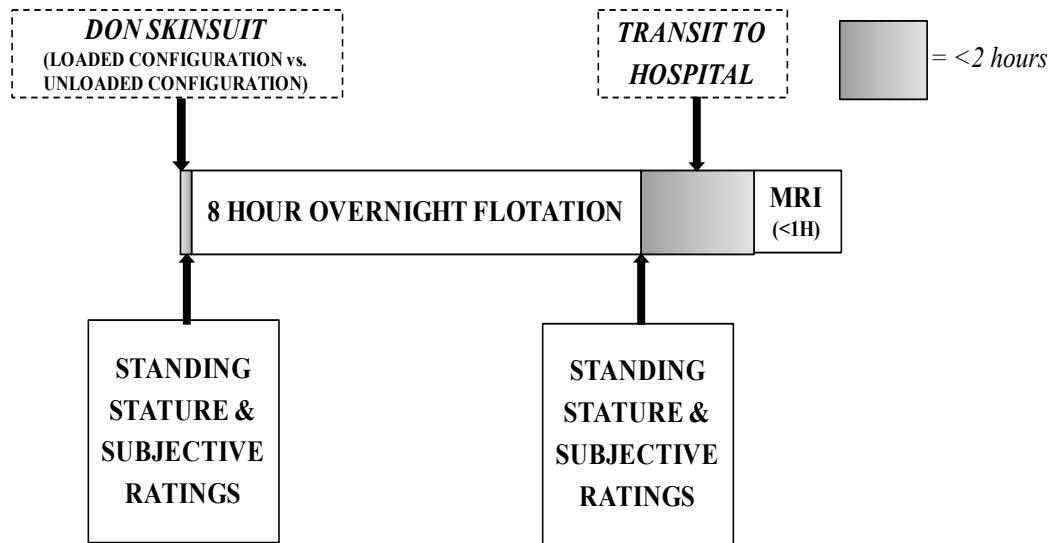 DON SKINSUIT
(LOADED CONFIGURATION vs.
UNLOADED CONFIGURATION)
TRANSIT TO
HOSPITAL
= <2 hours
8 HOUR OVERNIGHT FLOTATION
MRI
(<1H)
STANDING
STATURE &
SUBJECTIVE
RATINGS
STANDING
STATURE &
SUBJECTIVE
RATINGS